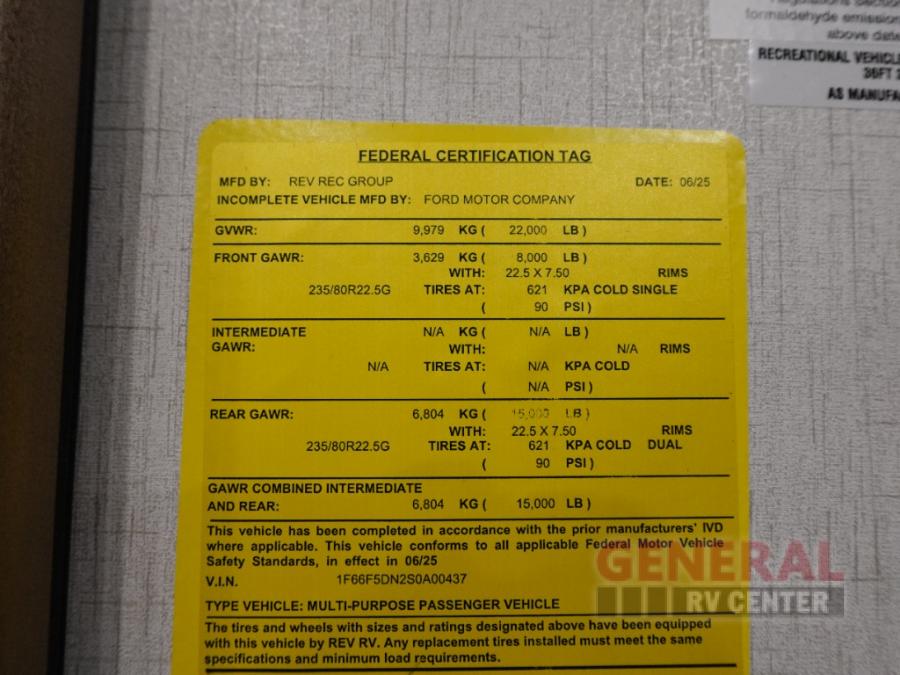 Regulations Section
formaldehyde emission
above date
RECREATIONAL VEHICLE
36FT
AS MANUFA
FEDERAL CERTIFICATION TAG
MFD BY: REV REC GROUP DATE: 06/25
INCOMPLETE VEHICLE MFD BY: FORD MOTOR COMPANY
GVWR: 9,979 KG ( 22,000 LB )
FRONT GAWR: 3,629 KG ( 8,000 LB )
WITH: 22.5 X 7.50 RIMS
235/80R22.5G TIRES AT: 621 KPA COLD SINGLE
( 90 PSI )
INTERMEDIATE N/A KG ( N/A LB )
GAWR: WITH: N/A RIMS
N/A TIRES AT: N/A KPA COLD
( N/A PSI )
REAR GAWR: 6,804 KG ( 15,000 LB )
WITH: 22.5 X 7.50 RIMS
235/80R22.5G TIRES AT: 621 KPA COLD DUAL
( 90 PSI )
GAWR COMBINED INTERMEDIATE
AND REAR: 6,804 KG ( 15,000 LB )
This vehicle has been completed in accordance with the prior manufacturers' IVD
where applicable. This vehicle conforms to all applicable Federal Motor Vehicle
Safety Standards, in effect in 06/25
V.I.N. 1F66F5DN2S0A00437
TYPE VEHICLE: MULTI-PURPOSE PASSENGER VEHICLE
The tires and wheels with sizes and ratings designated above have been equipped
with this vehicle by REV RV. Any replacement tires installed must meet the same
specifications and minimum load requirements.
GENERAL
RV CENTER